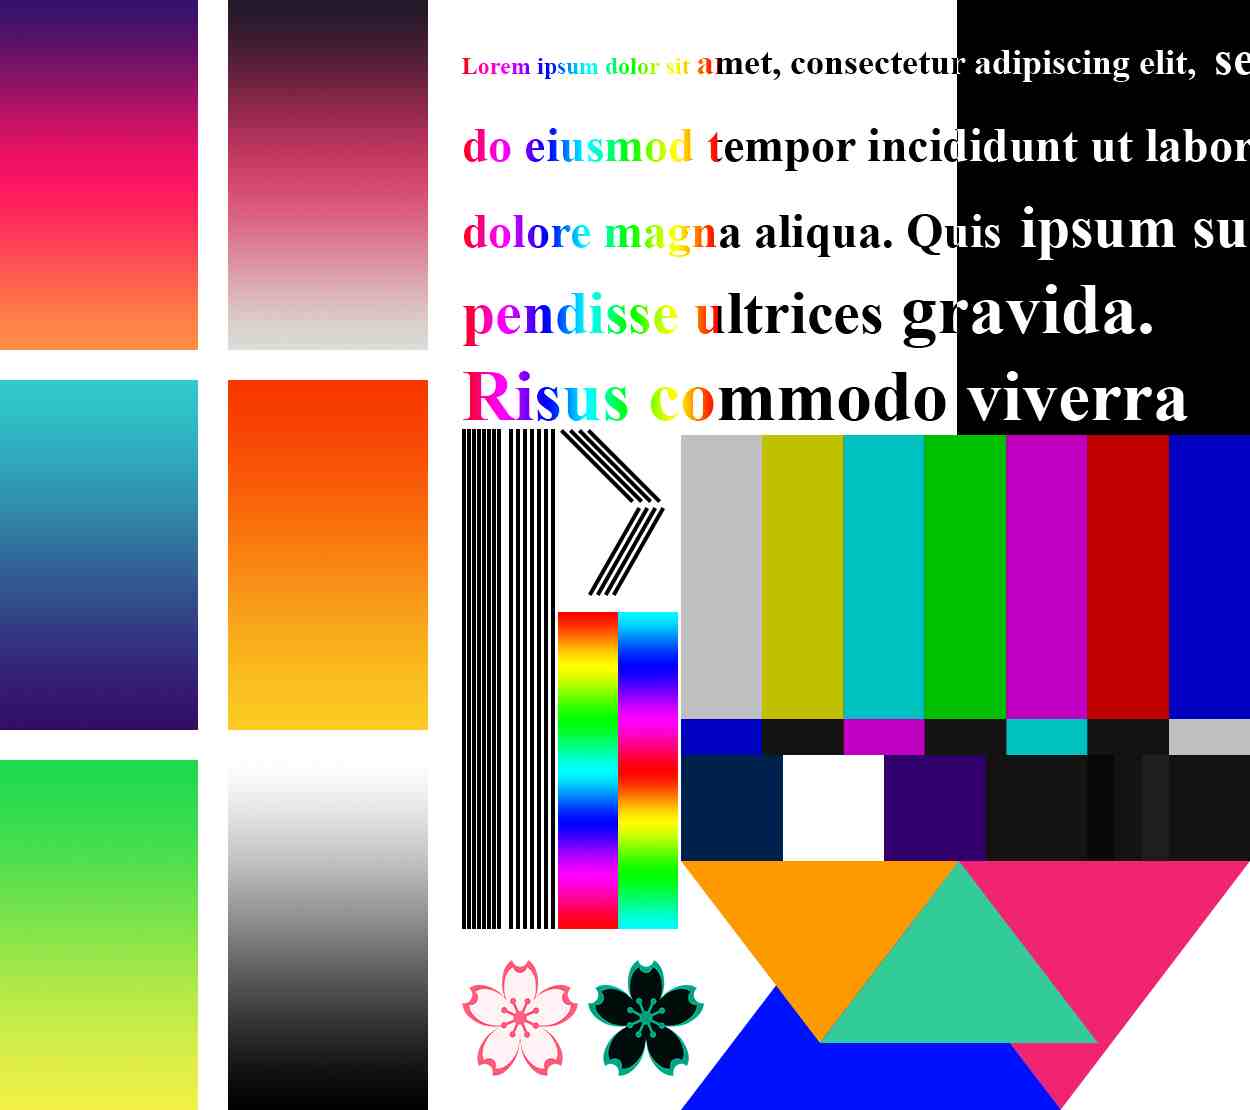 Lorem ipsum dolor sit amet, consectetur adipiscing elit, se
do eiusmod tempor incididunt ut labor
dolore magna aliqua. Quis ipsum su
pendisse ultrices gravida.
Risus commodo viverra